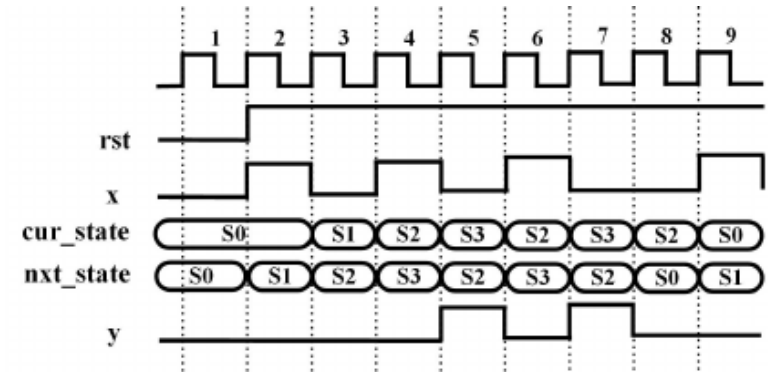 1 2 3 4 5 6 7 8 9
rst
x
cur_state S0 S1 S2 S3 S2 S3 S2 S0
nxt_state S0 S1 S2 S3 S2 S3 S2 S0 S1
y